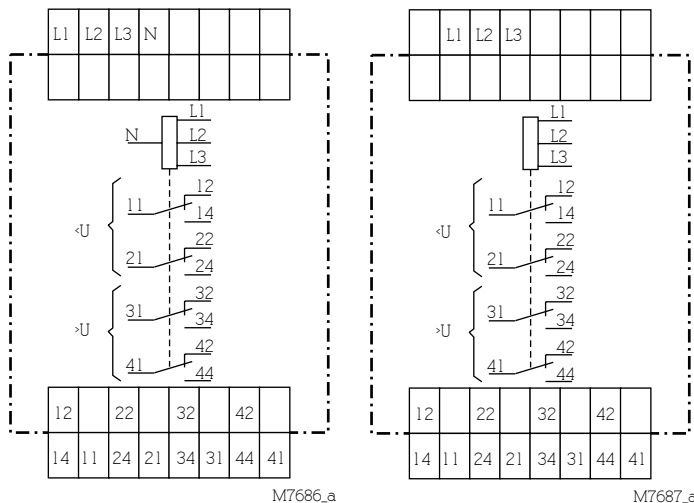 L1 L2 L3 N
N
L1
L2
L3
<U
11
12
14
21
22
24
>U
31
32
34
41
42
44
12 22 32 42
14 11 24 21 34 31 44 41
M7686_a
L1 L2 L3
L1
L2
L3
<U
11
12
14
21
22
24
>U
31
32
34
41
42
44
12 22 32 42
14 11 24 21 34 31 44 41
M7687_a